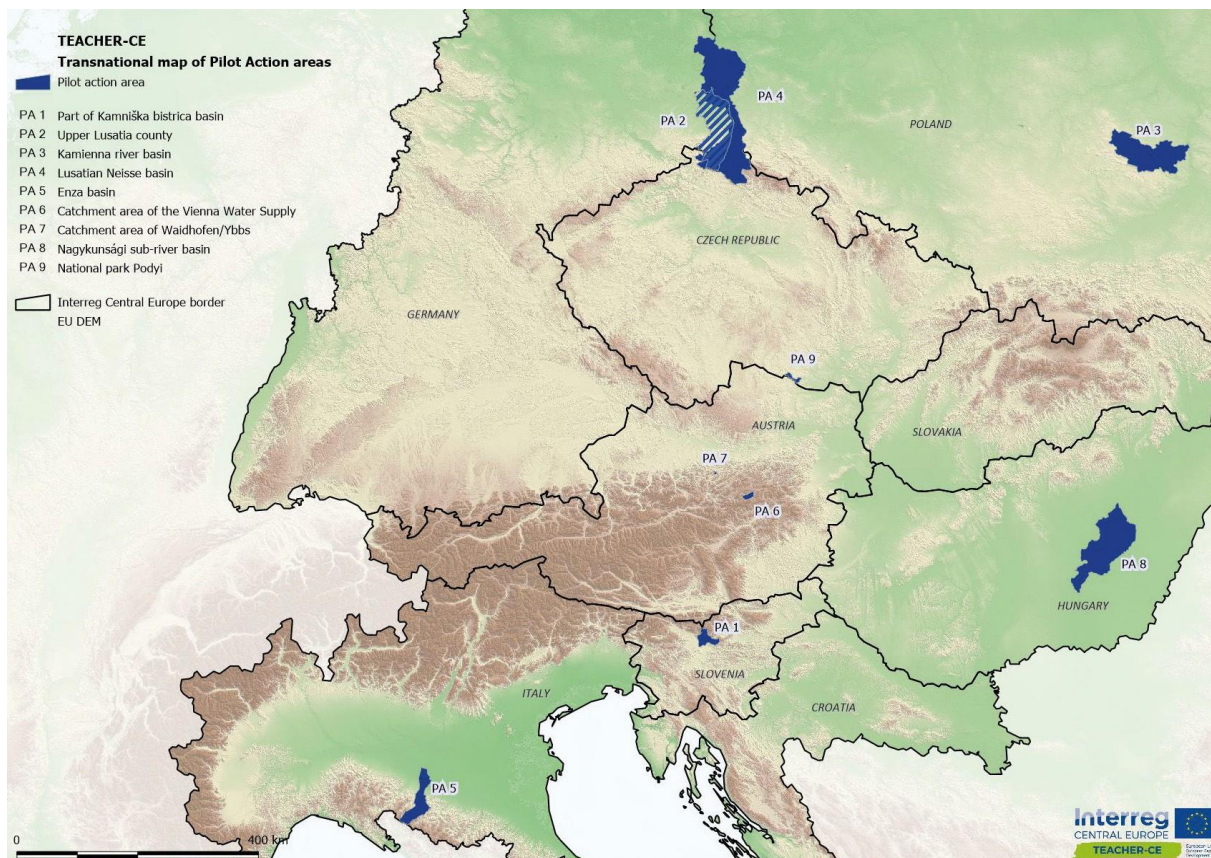 TEACHER-CE
Transnational map of Pilot Action areas
Pilot action area
PA 1 Part of Kamniška bistrica basin
PA 2 Upper Lusatia county
PA 3 Kamienna river basin
PA 4 Lusatian Neisse basin
PA 5 Enza basin
PA 6 Catchment area of the Vienna Water Supply
PA 7 Catchment area of Waidhofen/Ybbs
PA 8 Nagykunsági sub-river basin
PA 9 National park Podyi
Interreg Central Europe border
EU DEM
PA 4
PA 2
POLAND
PA 3
CZECH REPUBLIC
GERMANY
PA 9
AUSTRIA
SLOVAKIA
PA 7
PA 6
PA 8
HUNGARY
PA 1
SLOVENIA
ITALY
CROATIA
PA 5
0 400 km
Interreg
CENTRAL EUROPE
TEACHER-CE